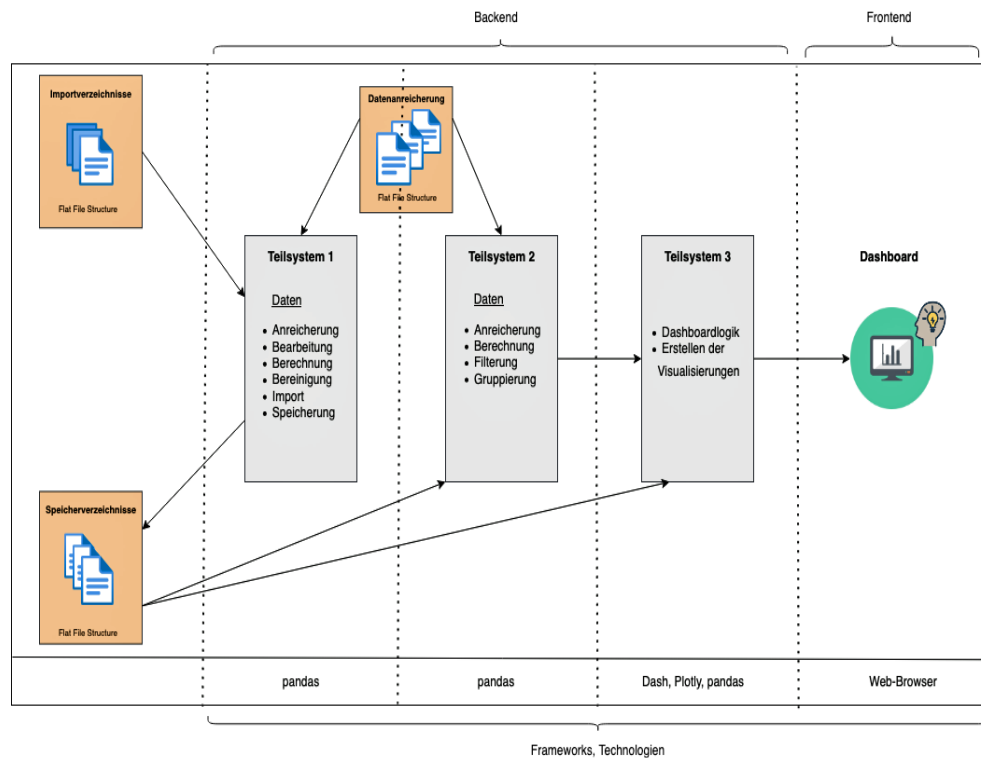 Backend
Frontend
Importverzeichnisse
Flat File Structure
Datenanreicherung
Flat File Structure
Teilsystem 1
Daten
• Anreicherung
• Bearbeitung
• Berechnung
• Bereinigung
• Import
• Speicherung
Teilsystem 2
Daten
• Anreicherung
• Berechnung
• Filterung
• Gruppierung
Teilsystem 3
• Dashboardlogik
• Erstellen der
Visualisierungen
Dashboard
Speicherverzeichnisse
Flat File Structure
pandas
pandas
Dash, Plotly, pandas
Web-Browser
Frameworks, Technologien